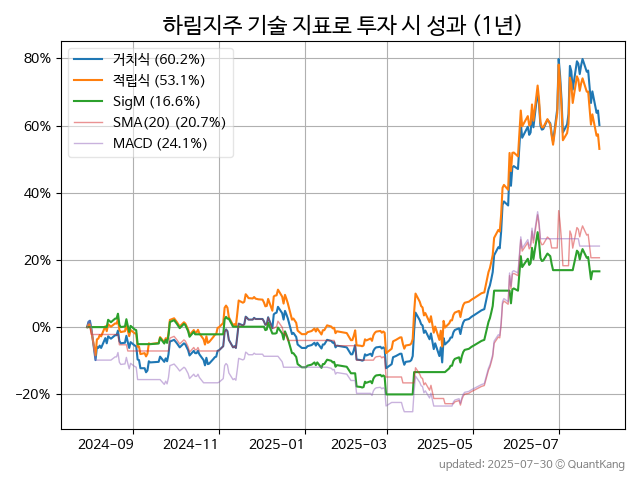 하림지주 기술 지표로 투자 시 성과 (1년)
거치식 (60.2%)
적립식 (53.1%)
SigM (16.6%)
SMA(20) (20.7%)
MACD (24.1%)
80%
60%
40%
20%
0%
−20%
2024-09
2024-11
2025-01
2025-03
2025-05
2025-07
updated: 2025-07-30 © QuantKang